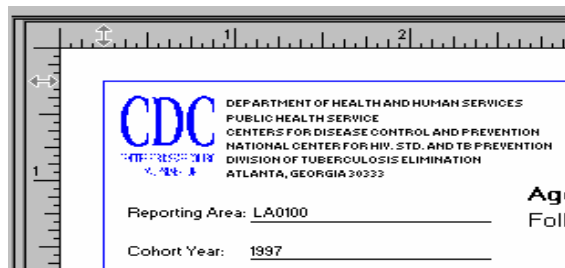 1 2
CDC
DEPARTMENT OF HEALTH AND HUMAN SERVICES
PUBLIC HEALTH SERVICE
CENTERS FOR DISEASE CONTROL AND PREVENTION
NATIONAL CENTER FOR HIV. STD. AND TB PREVENTION
DIVISION OF TUBERCULOSIS ELIMINATION
ATLANTA, GEORGIA 30333
1
Ag
Reporting Area: LA0100
Foll
Cohort Year: 1997